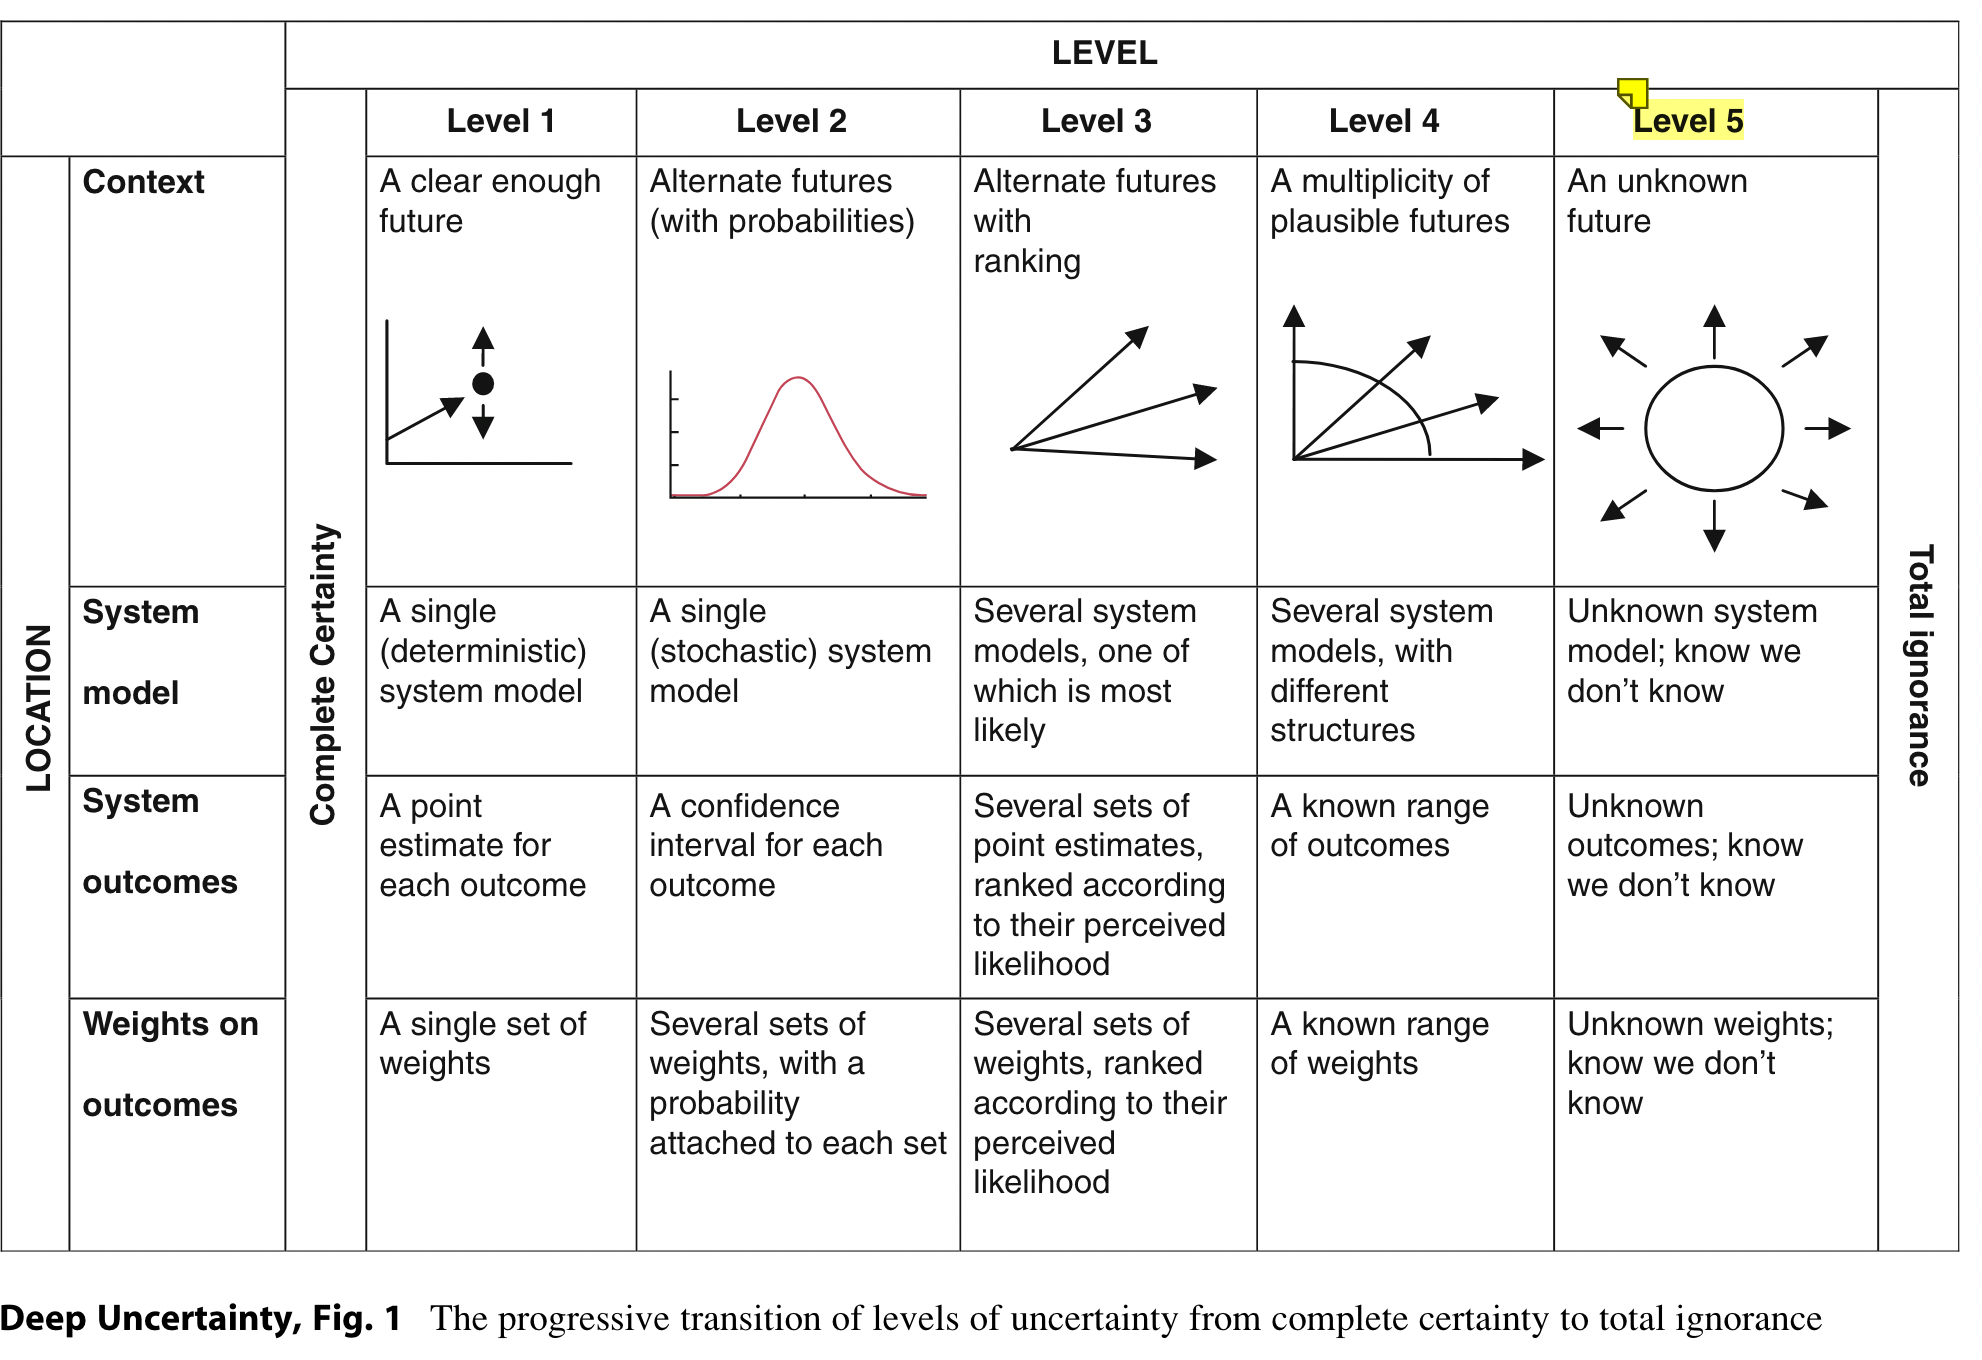 LEVEL
Level 1
Level 2
Level 3
Level 4
Level 5
LOCATION
Complete Certainty
Total ignorance
Context
A clear enough
future
Alternate futures
(with probabilities)
Alternate futures
with
ranking
A multiplicity of
plausible futures
An unknown
future
System
model
A single
(deterministic)
system model
A single
(stochastic) system
model
Several system
models, one of
which is most
likely
Several system
models, with
different
structures
Unknown system
model; know we
don’t know
System
outcomes
A point
estimate for
each outcome
A confidence
interval for each
outcome
Several sets of
point estimates,
ranked according
to their perceived
likelihood
A known range
of outcomes
Unknown
outcomes; know
we don’t know
Weights on
outcomes
A single set of
weights
Several sets of
weights, with a
probability
attached to each set
Several sets of
weights, ranked
according to their
perceived
likelihood
A known range
of weights
Unknown weights;
know we don’t
know
Deep Uncertainty, Fig. 1 The progressive transition of levels of uncertainty from complete certainty to total ignorance